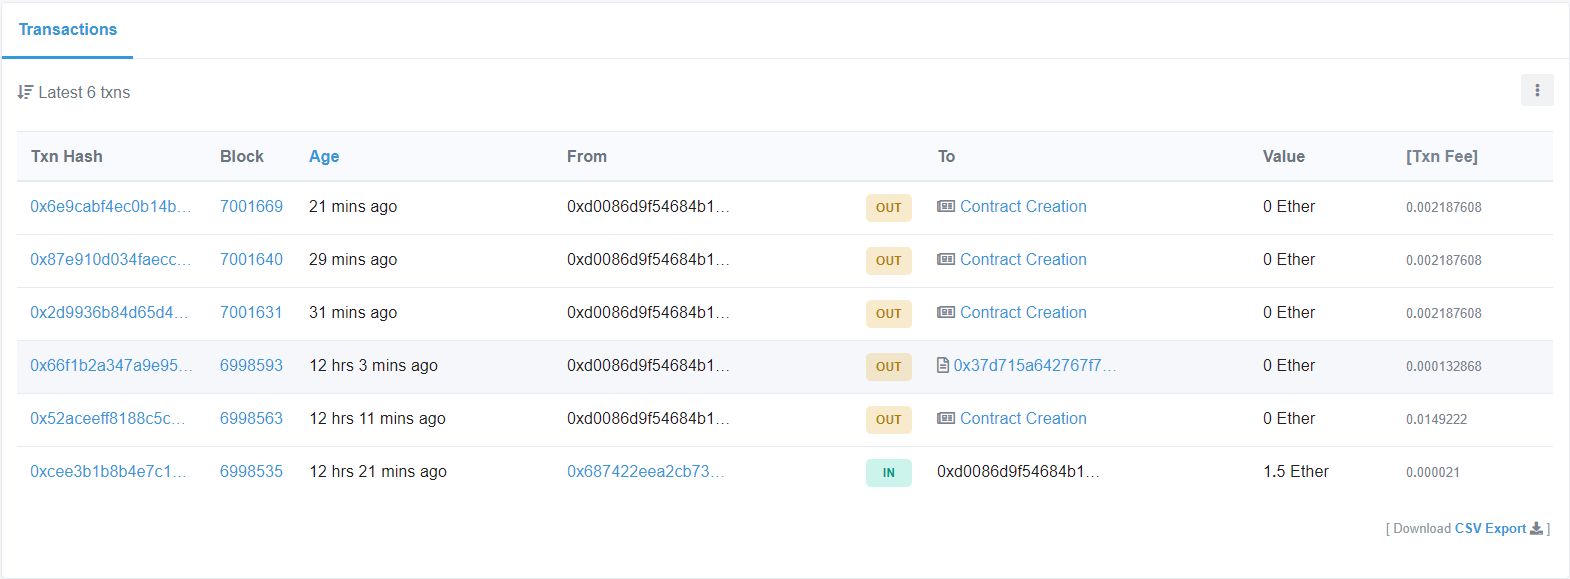 Transactions
Latest 6 txns
Txn Hash Block Age From To Value [Txn Fee]
0x6e9cabf4ec0b14b... 7001669 21 mins ago 0xd0086d9f54684b1... OUT Contract Creation 0 Ether 0.002187608
0x87e910d034faecc... 7001640 29 mins ago 0xd0086d9f54684b1... OUT Contract Creation 0 Ether 0.002187608
0x2d9936b84d65d4... 7001631 31 mins ago 0xd0086d9f54684b1... OUT Contract Creation 0 Ether 0.002187608
0x66f1b2a347a9e95... 6998593 12 hrs 3 mins ago 0xd0086d9f54684b1... OUT 0x37d715a642767f7... 0 Ether 0.000132868
0x52aceeff8188c5c... 6998563 12 hrs 11 mins ago 0xd0086d9f54684b1... OUT Contract Creation 0 Ether 0.0149222
0xcee3b1b8b4e7c1... 6998535 12 hrs 21 mins ago 0x687422eea2cb73... IN 0xd0086d9f54684b1... 1.5 Ether 0.000021
[ Download CSV Export ]